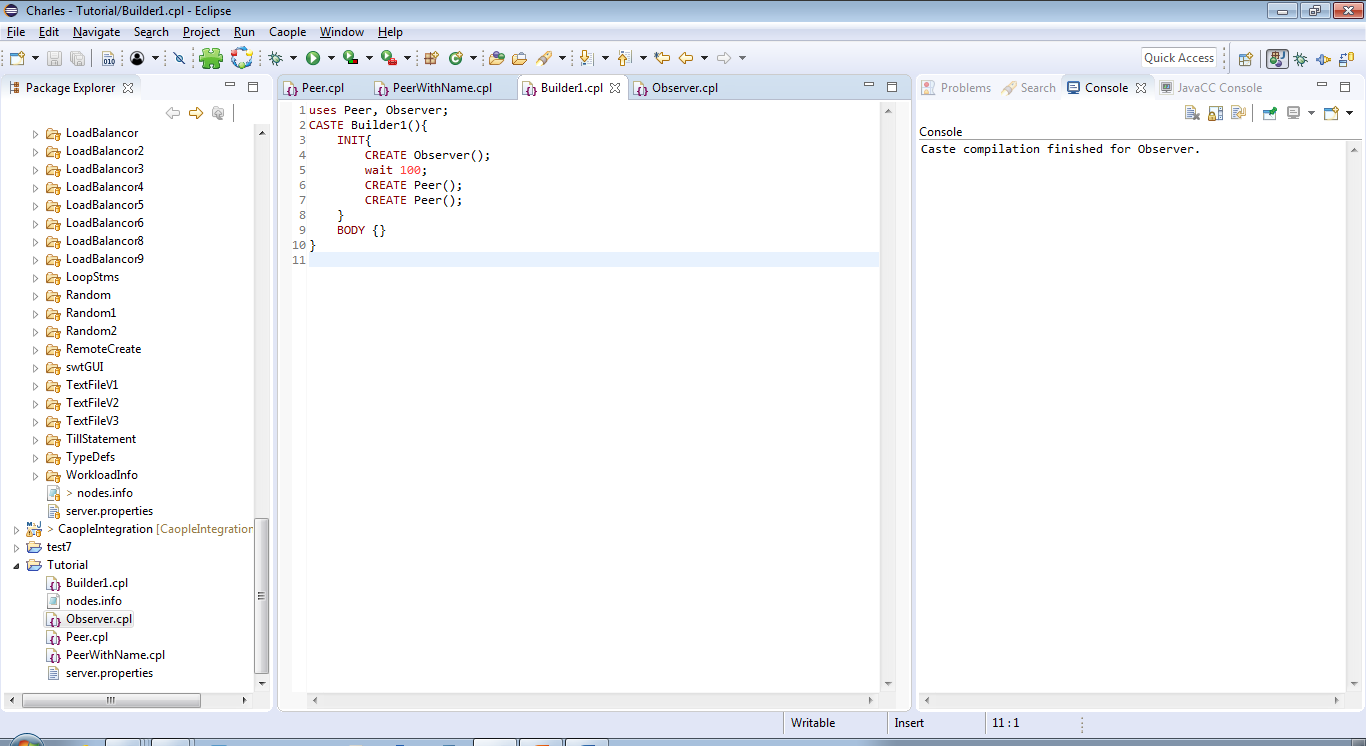 Charles - Tutorial/Builder1.cpl - Eclipse
File Edit Navigate Search Project Run Caople Window Help
010
Quick Access
Package Explorer
LoadBalancor
LoadBalancor2
LoadBalancor3
LoadBalancor4
LoadBalancor5
LoadBalancor6
LoadBalancor8
LoadBalancor9
LoopStms
Random
Random1
Random2
RemoteCreate
swtGUI
TextFileV1
TextFileV2
TextFileV3
TillStatement
TypeDefs
WorkloadInfo
> nodes.info
server.properties
> CaopleIntegration [CaopleIntegration
test7
Tutorial
Builder1.cpl
nodes.info
Observer.cpl
Peer.cpl
PeerWithName.cpl
server.properties
Peer.cpl PeerWithName.cpl Builder1.cpl Observer.cpl
1 uses Peer, Observer;
2 CASTE Builder1(){
3 INIT{
4 CREATE Observer();
5 wait 100;
6 CREATE Peer();
7 CREATE Peer();
8 }
9 BODY {}
10 }
11
Problems Search Console JavaCC Console
Console
Caste compilation finished for Observer.
Writable Insert 11 : 1